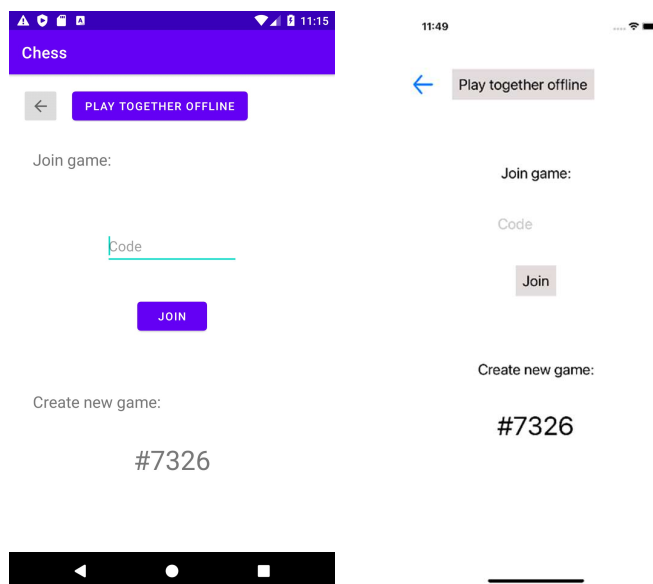 11:15
Chess
PLAY TOGETHER OFFLINE
Join game:
Code
JOIN
Create new game:
#7326
11:49
Play together offline
Join game:
Code
Join
Create new game:
#7326